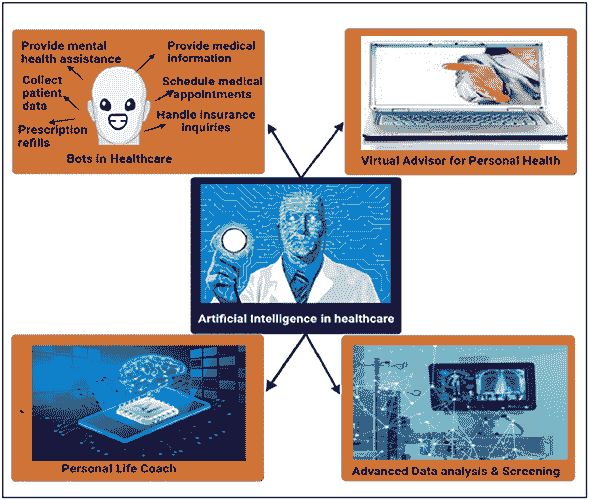 Provide mental
health assistance
Collect
patient
data
Prescription
refills
Provide medical
information
Schedule medical
appointments
Handle insurance
inquiries
Bots in Healthcare
Virtual Advisor for Personal Health
Artificial Intelligence in healthcare
Personal Life Coach
Advanced Data analysis & Screening